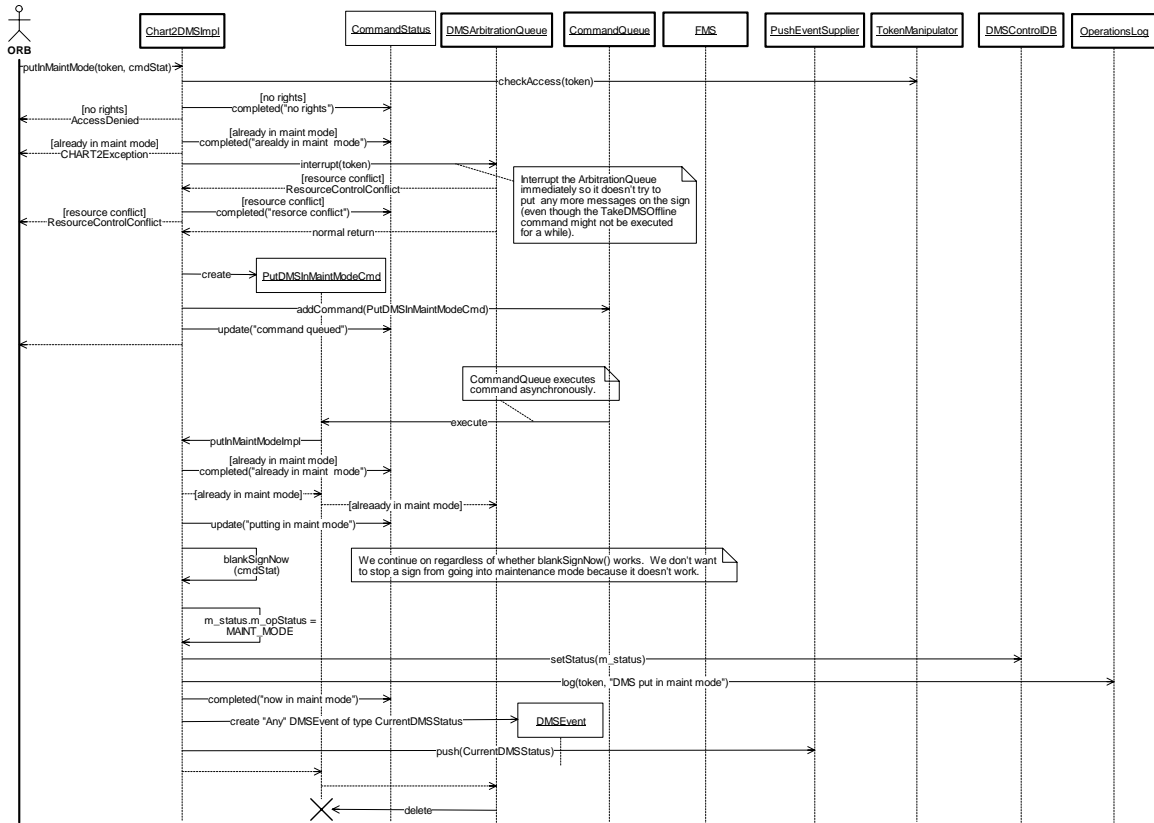 ORB
Chart2DMSImpl
CommandStatus
DMSArbitrationQueue
CommandQueue
FMS
PushEventSupplier
TokenManipulator
DMSControlDB
OperationsLog
putInMaintMode(token, cmdStat)
checkAccess(token)
[no rights]
completed("no rights")
[no rights]
AccessDenied
[already in maint mode]
completed("arealdy in maint mode")
[already in maint mode]
CHART2Exception
interrupt(token)
Interrupt the ArbitrationQueue
immediately so it doesn't try to
put any more messages on the sign
(even though the TakeDMSOffline
command might not be executed
for a while).
[resource conflict]
ResourceControlConflict
[resource conflict]
completed("resorce conflict")
[resource conflict]
ResourceControlConflict
normal return
create
PutDMSInMaintModeCmd
addCommand(PutDMSInMaintModeCmd)
update("command queued")
CommandQueue executes
command asynchronously.
execute
putInMaintModeImpl
[already in maint mode]
completed("already in maint mode")
[already in maint mode]
[alreaady in maint mode]
update("putting in maint mode")
blankSignNow
(cmdStat)
We continue on regardless of whether blankSignNow() works. We don't want
to stop a sign from going into maintenance mode because it doesn't work.
m_status.m_opStatus =
MAINT_MODE
setStatus(m_status)
log(token, "DMS put in maint mode")
completed("now in maint mode")
create "Any" DMSEvent of type CurrentDMSStatus
DMSEvent
push(CurrentDMSStatus)
delete